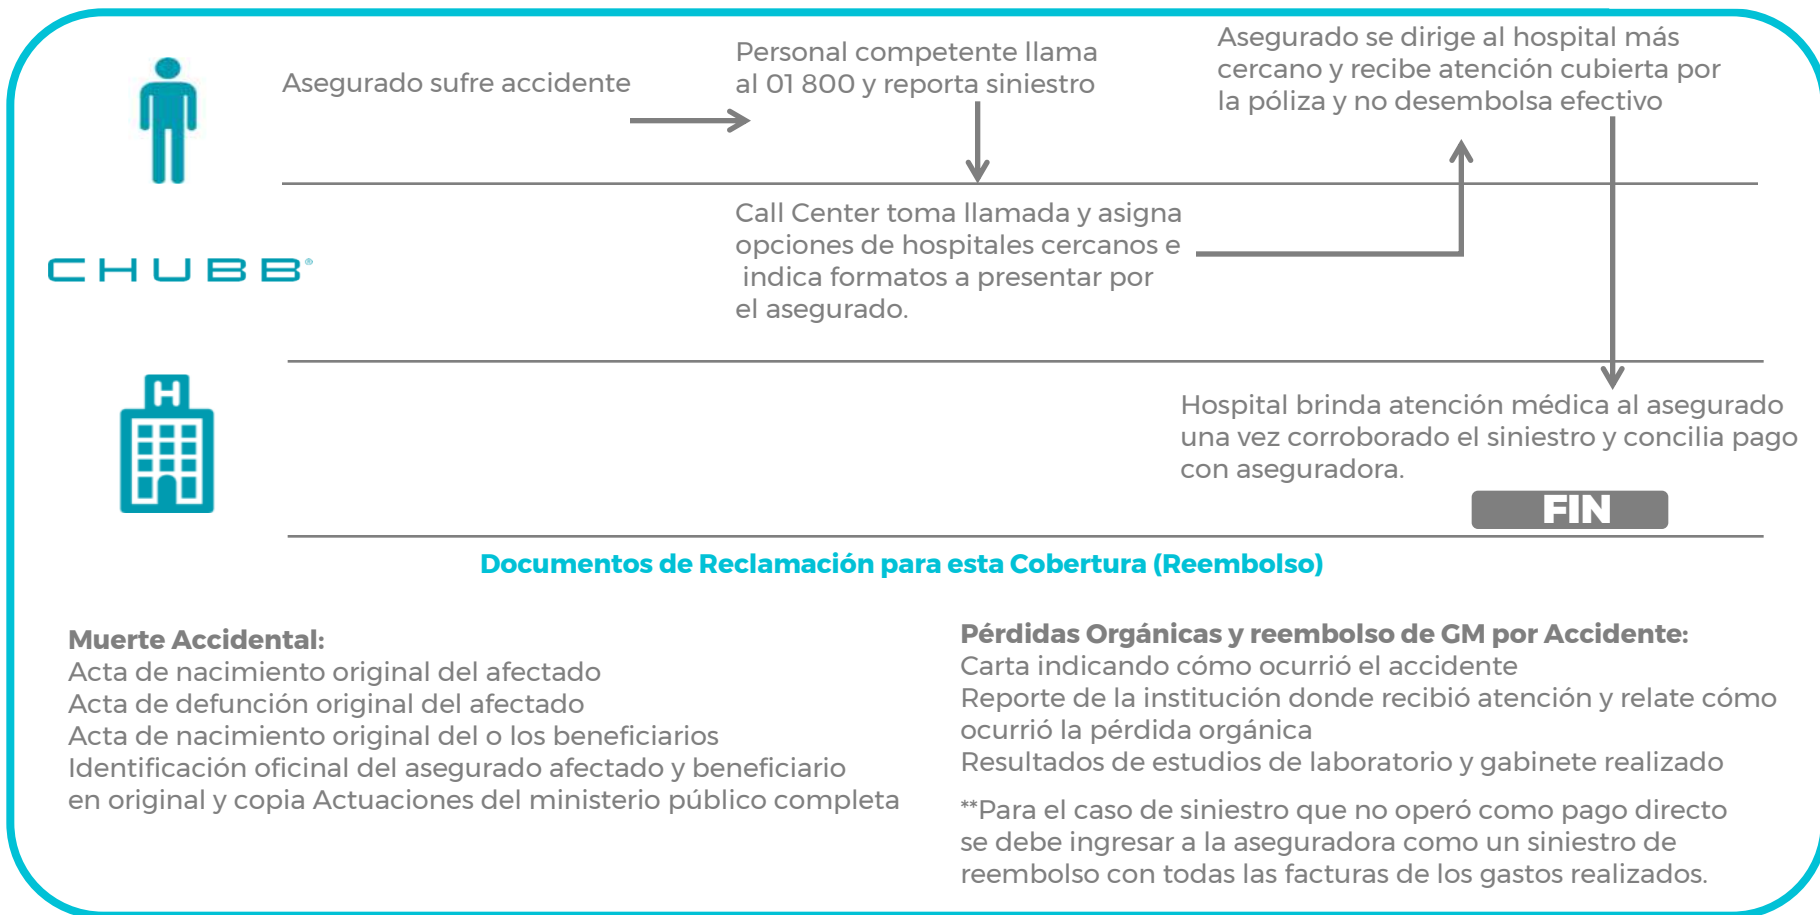 Asegurado sufre accidente
Personal competente llama
al 01 800 y reporta siniestro
Asegurado se dirige al hospital más
cercano y recibe atención cubierta por
la póliza y no desembolsa efectivo
CHUBB®
Call Center toma llamada y asigna
opciones de hospitales cercanos e
indica formatos a presentar por
el asegurado.
H
Hospital brinda atención médica al asegurado
una vez corroborado el siniestro y concilia pago
con aseguradora.
FIN
Documentos de Reclamación para esta Cobertura (Reembolso)
Muerte Accidental:
Acta de nacimiento original del afectado
Acta de defunción original del afectado
Acta de nacimiento original del o los beneficiarios
Identificación oficinal del asegurado afectado y beneficiario
en original y copia Actuaciones del ministerio público completa
Pérdidas Orgánicas y reembolso de GM por Accidente:
Carta indicando cómo ocurrió el accidente
Reporte de la institución donde recibió atención y relate cómo
ocurrió la pérdida orgánica
Resultados de estudios de laboratorio y gabinete realizado
**Para el caso de siniestro que no operó como pago directo
se debe ingresar a la aseguradora como un siniestro de
reembolso con todas las facturas de los gastos realizados.